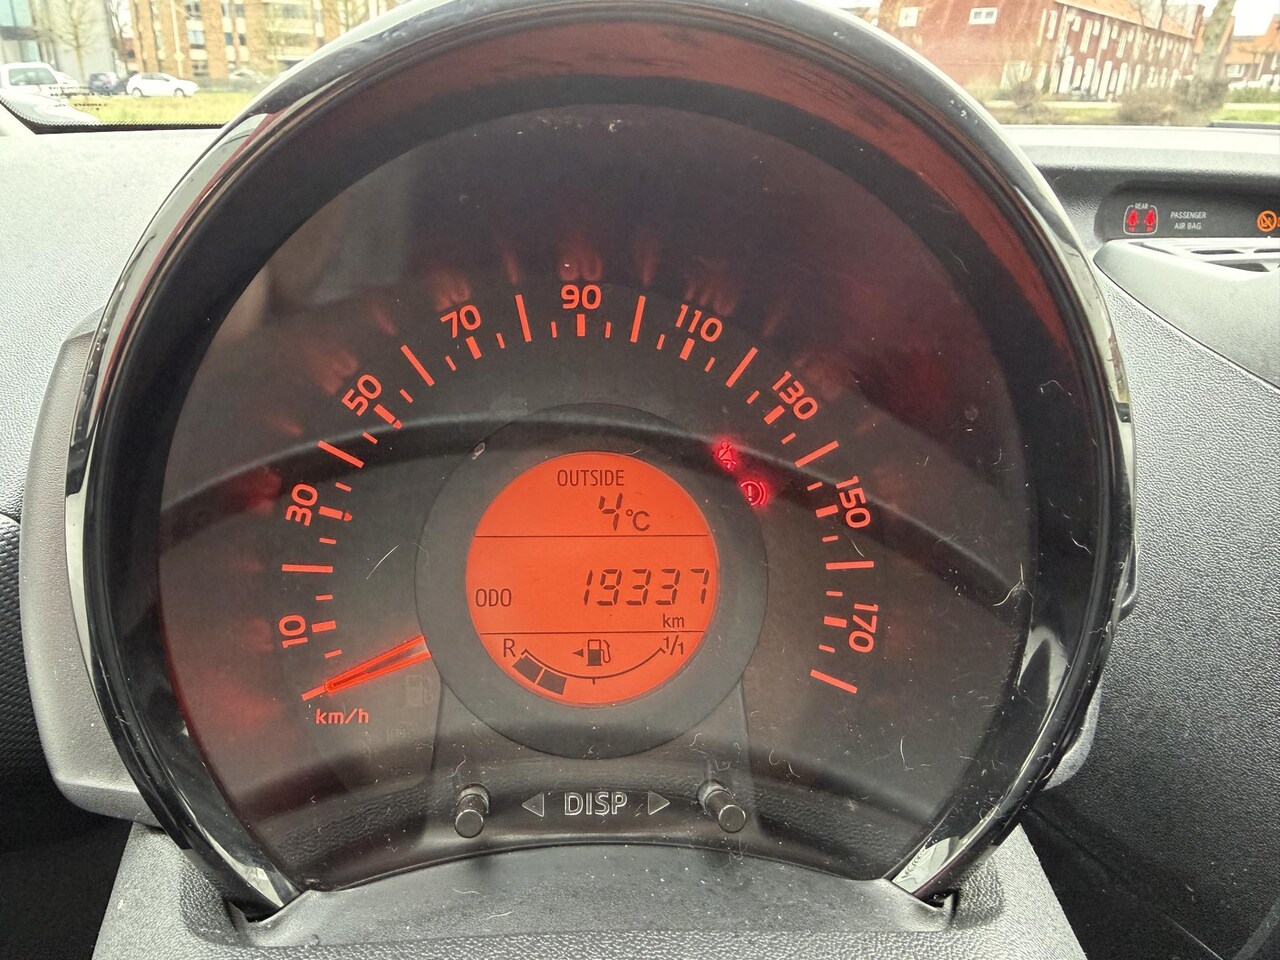 REAR
PASSENGER
AIR BAG
10
30
50
70
90
110
130
150
170
km/h
OUTSIDE
4°C
ODO
19337
km
R
1/1
DISP